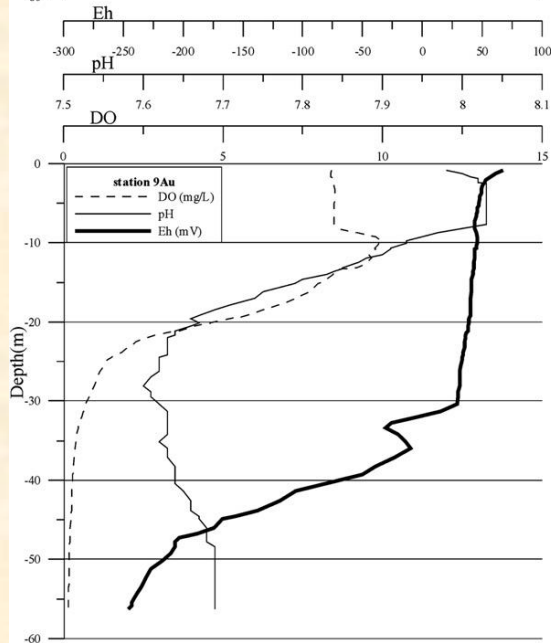 Eh
-300 -250 -200 -150 -100 -50 0 50 100
pH
7.5 7.6 7.7 7.8 7.9 8 8.1
DO
0 5 10 15
0
station 9Au
DO (mg/L)
pH
Eh (mV)
-10
-20
Depth(m)
-30
-40
-50
-60